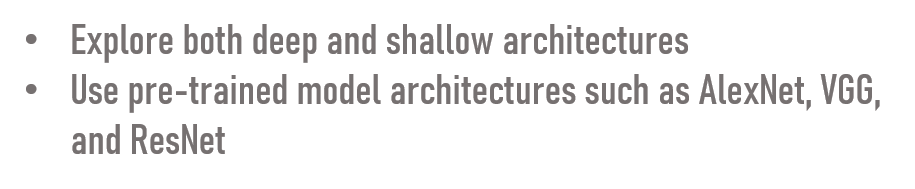 • Explore both deep and shallow architectures
• Use pre-trained model architectures such as AlexNet, VGG,
and ResNet